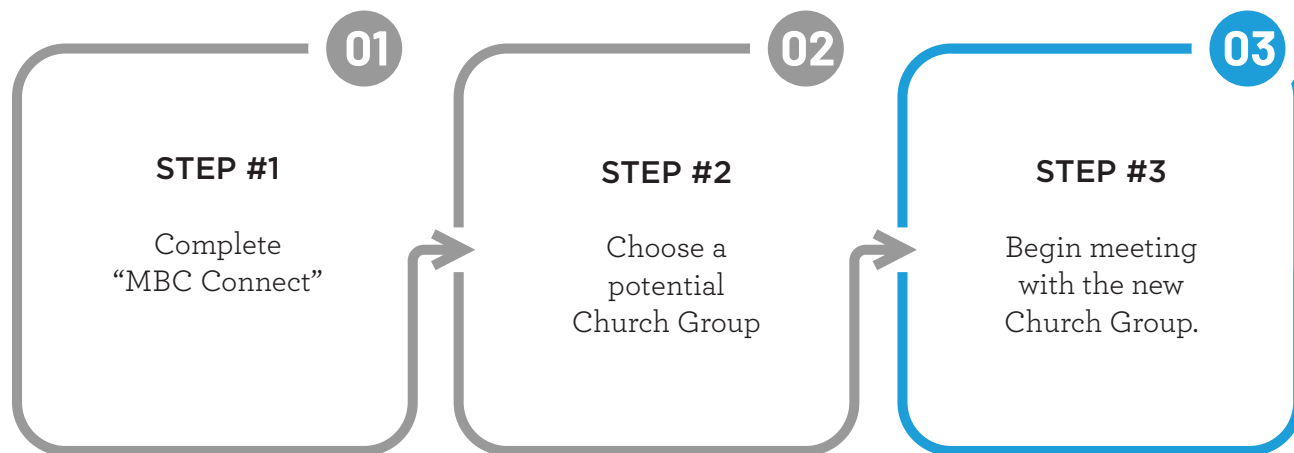 01
STEP #1
Complete
“MBC Connect”
02
STEP #2
Choose a
potential
Church Group
03
STEP #3
Begin meeting
with the new
Church Group.